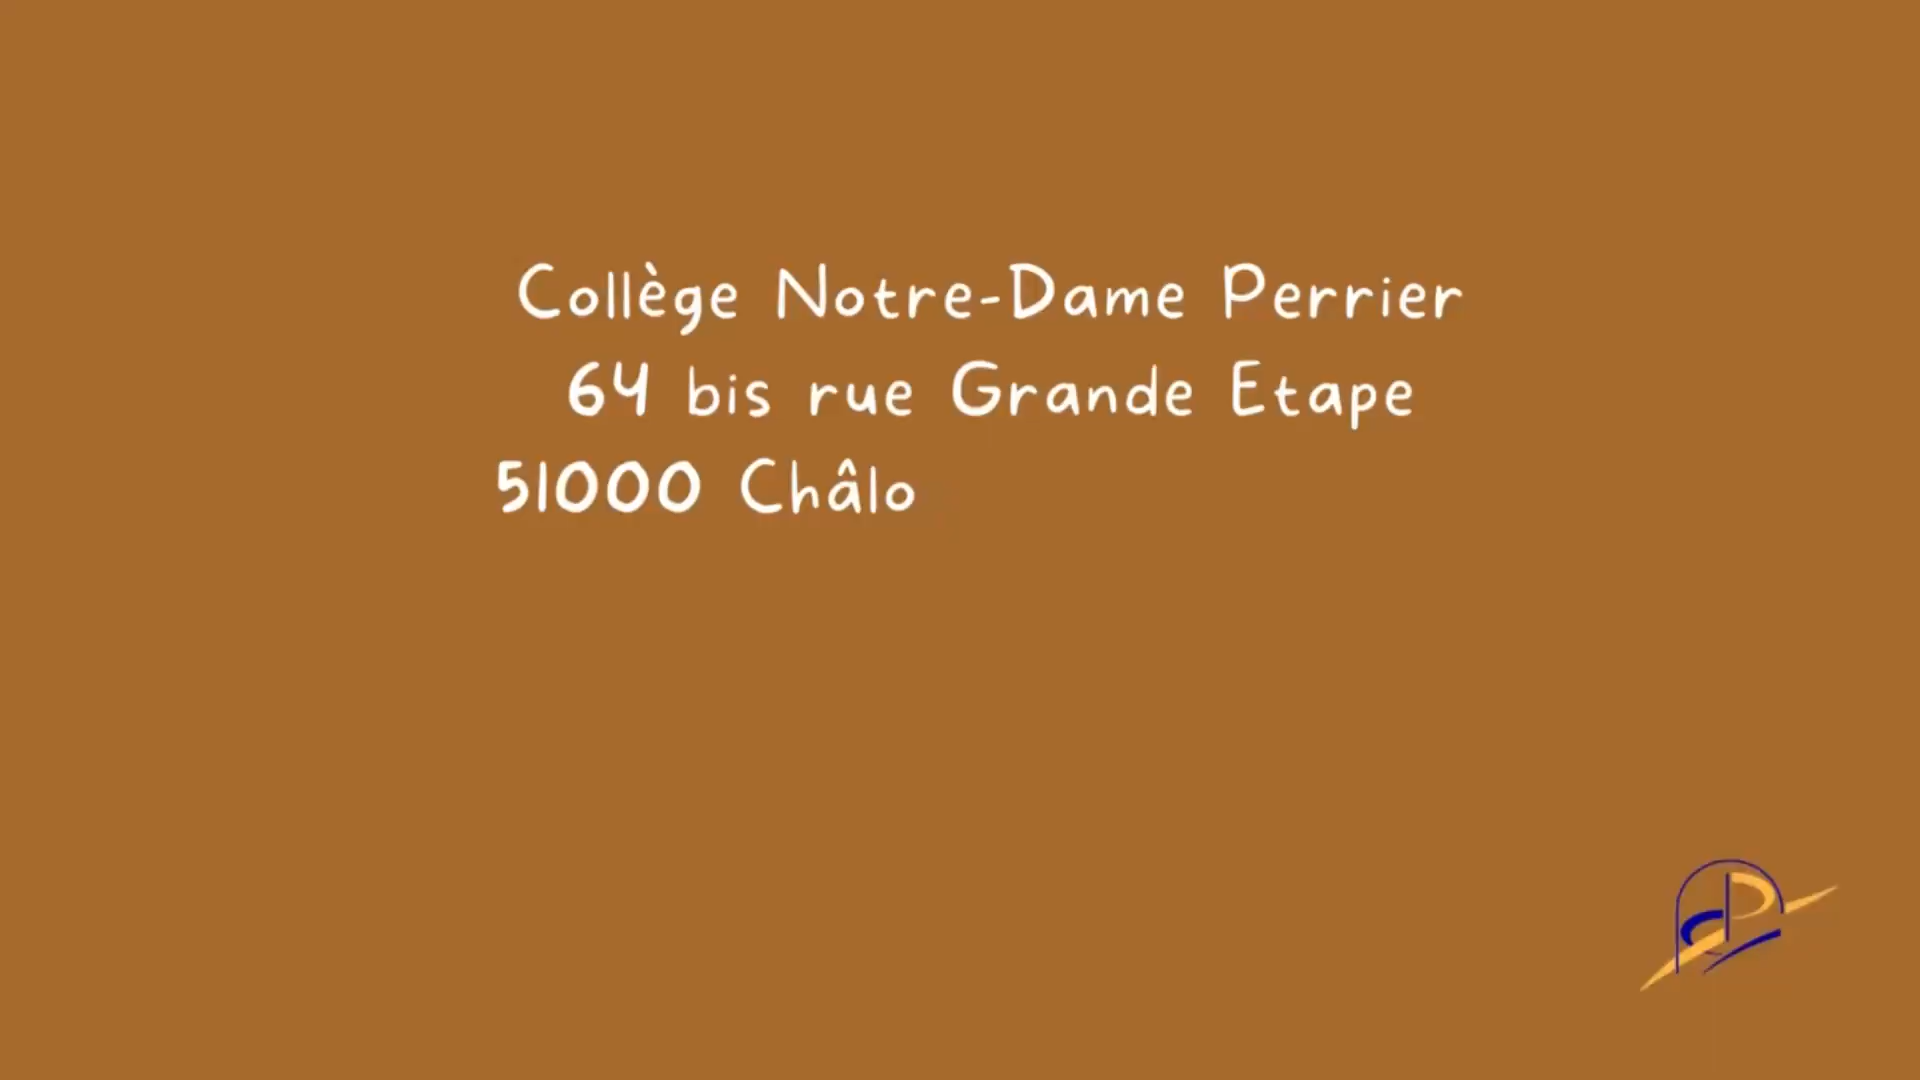 Collège Notre-Dame Perrier
64 bis rue Grande Etape
51000 Châlo